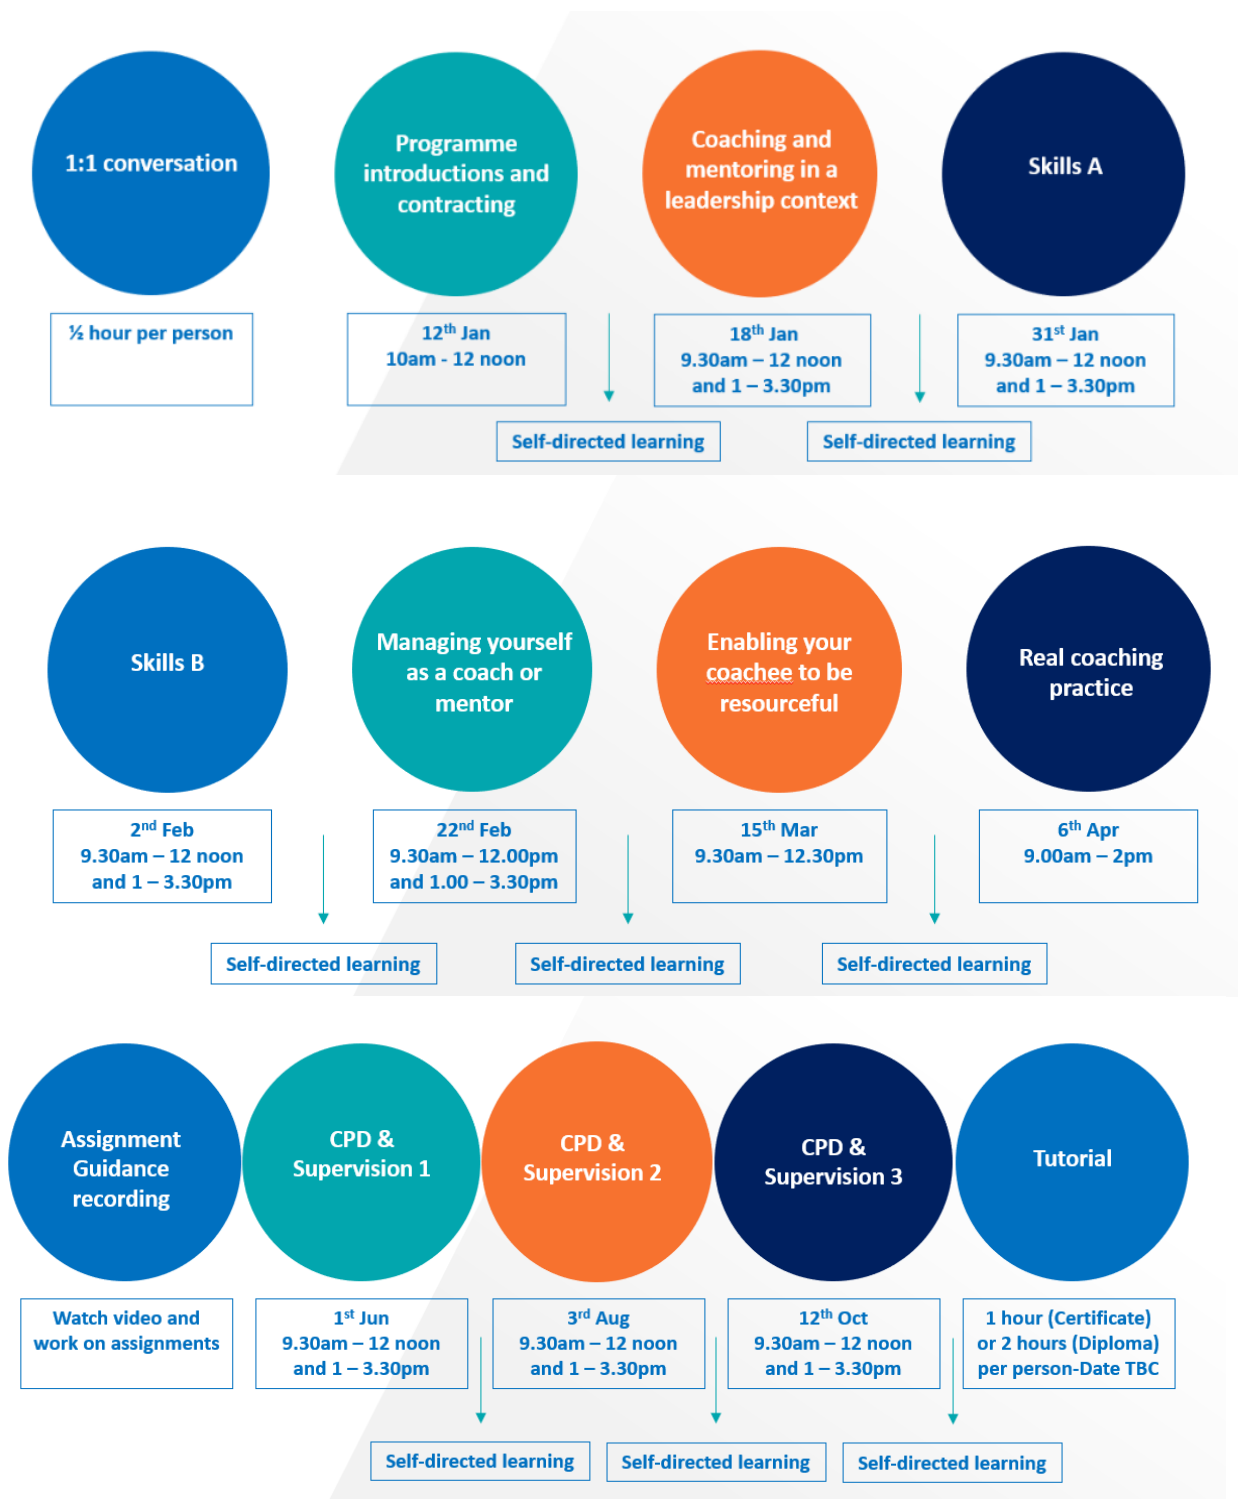 1:1 conversation
Programme
introductions and
contracting
Coaching and
mentoring in a
leadership context
Skills A
½ hour per person
12th Jan
10am - 12 noon
18th Jan
9.30am – 12 noon
and 1 – 3.30pm
31st Jan
9.30am – 12 noon
and 1 – 3.30pm
Self-directed learning
Self-directed learning
Skills B
Managing yourself
as a coach or
mentor
Enabling your
coachee to be
resourceful
Real coaching
practice
2nd Feb
9.30am – 12 noon
and 1 – 3.30pm
22nd Feb
9.30am – 12.00pm
and 1.00 – 3.30pm
15th Mar
9.30am – 12.30pm
6th Apr
9.00am – 2pm
Self-directed learning
Self-directed learning
Self-directed learning
Assignment
Guidance
recording
CPD &
Supervision 1
CPD &
Supervision 2
CPD &
Supervision 3
Tutorial
Watch video and
work on assignments
1st Jun
9.30am – 12 noon
and 1 – 3.30pm
3rd Aug
9.30am – 12 noon
and 1 – 3.30pm
12th Oct
9.30am – 12 noon
and 1 – 3.30pm
1 hour (Certificate)
or 2 hours (Diploma)
per person-Date TBC
Self-directed learning
Self-directed learning
Self-directed learning